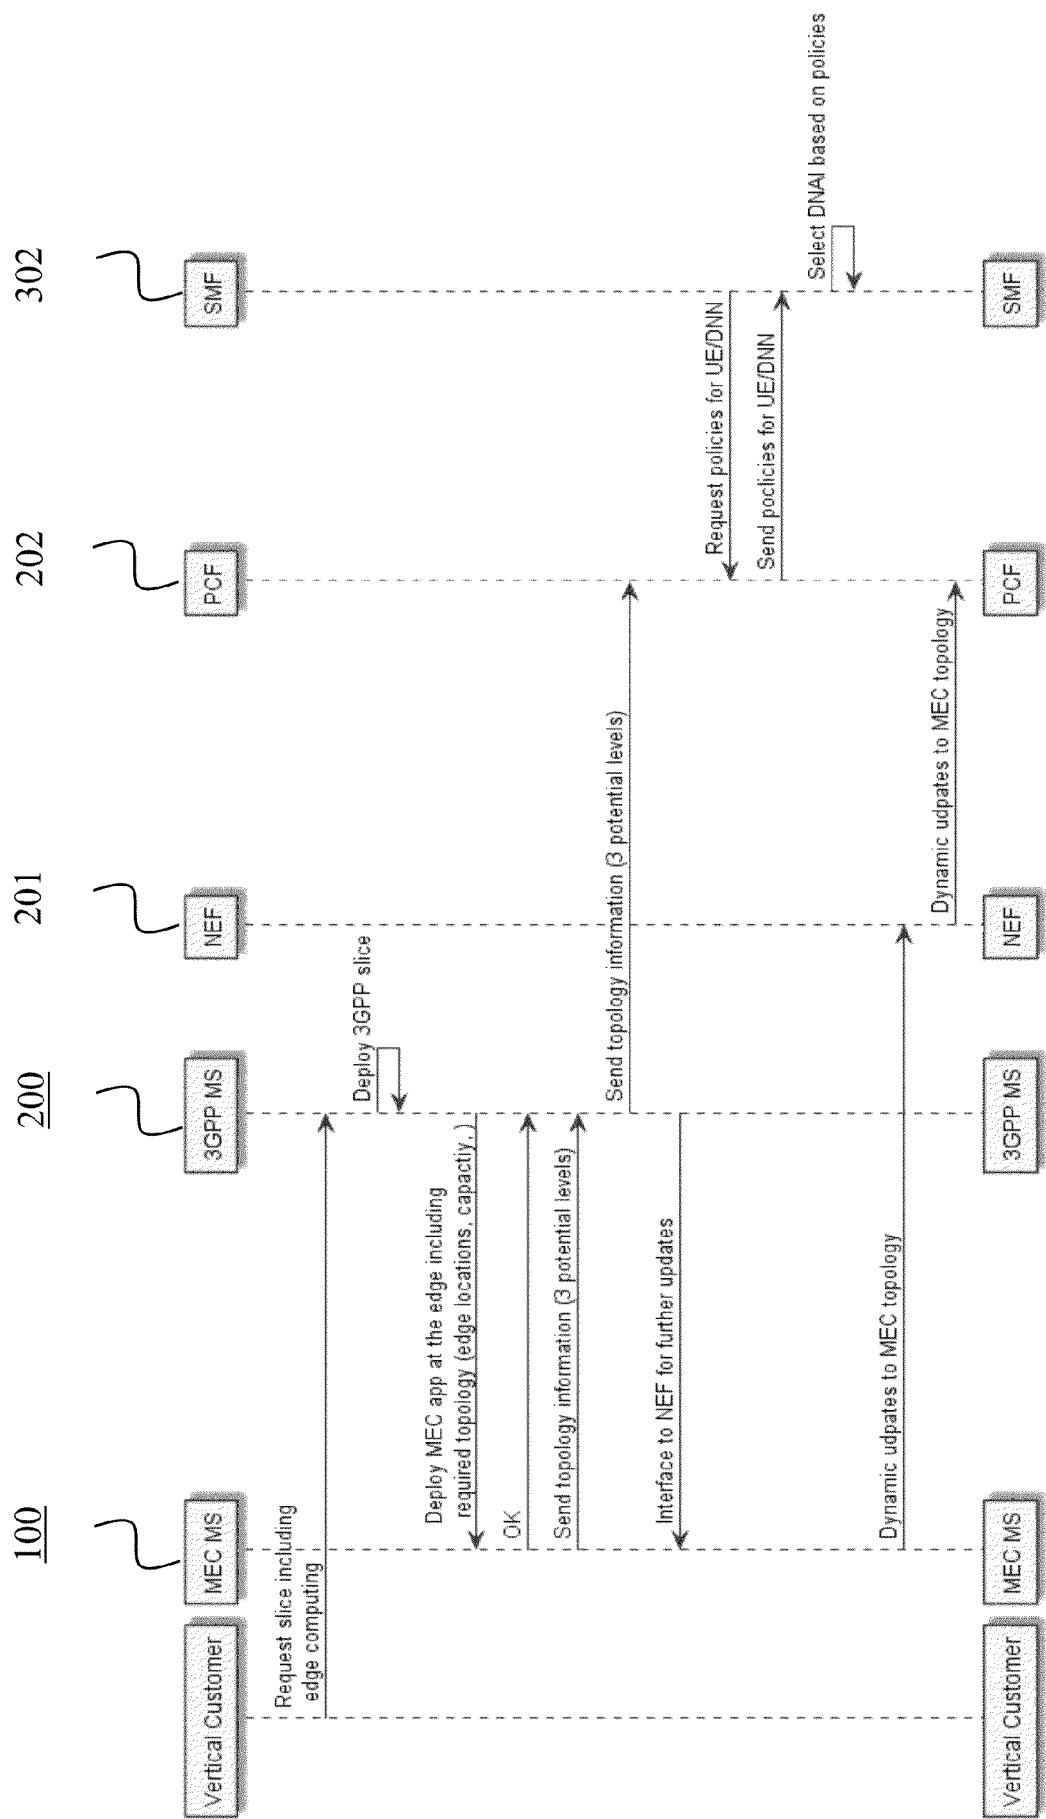 100
200
201
202
302
Vertical Customer
MEC MS
3GPP MS
NEF
PCF
SMF
Request slice including
edge computing
Deploy 3GPP slice
Deploy MEC app at the edge including
required topology (edge locations, capactiy, )
OK
Send topology information (3 potential levels)
Send topology information (3 potential levels)
Interface to NEF for further updates
Request policies for UE/DNN
Send poclicies for UE/DNN
Select DNAI based on policies
Dynamic udpates to MEC topology
Dynamic udpates to MEC topology
Vertical Customer
MEC MS
3GPP MS
NEF
PCF
SMF